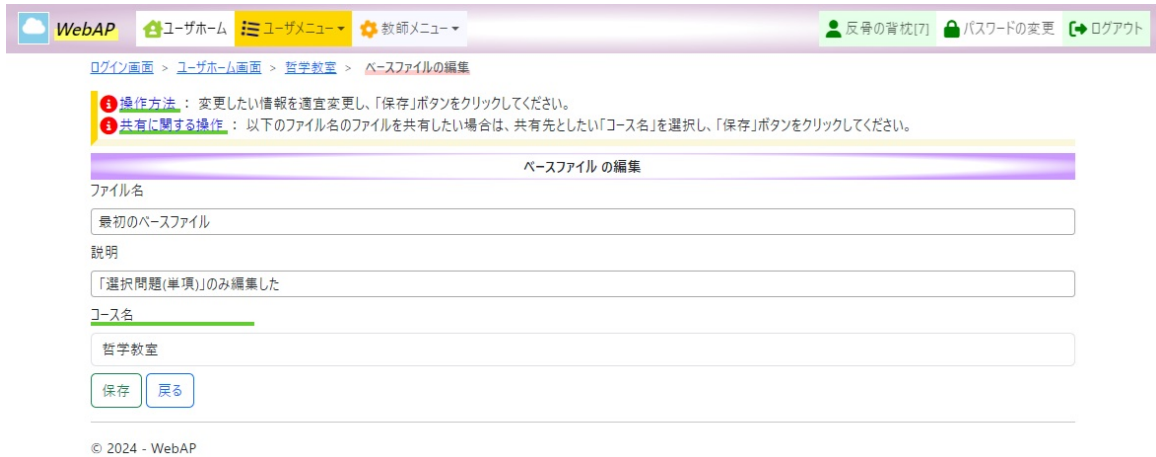 WebAP ユーザホーム ユーザメニュー 教師メニュー 反骨の背枕[7] パスワードの変更 ログアウト
ログイン画面 > ユーザホーム画面 > 哲学教室 > ベースファイルの編集
操作方法 : 変更したい情報を適宜変更し、「保存」ボタンをクリックしてください。
共有に関する操作 : 以下のファイル名のファイルを共有したい場合は、共有先としたい「コース名」を選択し、「保存」ボタンをクリックしてください。
ベースファイル の編集
ファイル名
最初のベースファイル
説明
「選択問題(単項)」のみ編集した
コース名
哲学教室
保存 戻る
© 2024 - WebAP